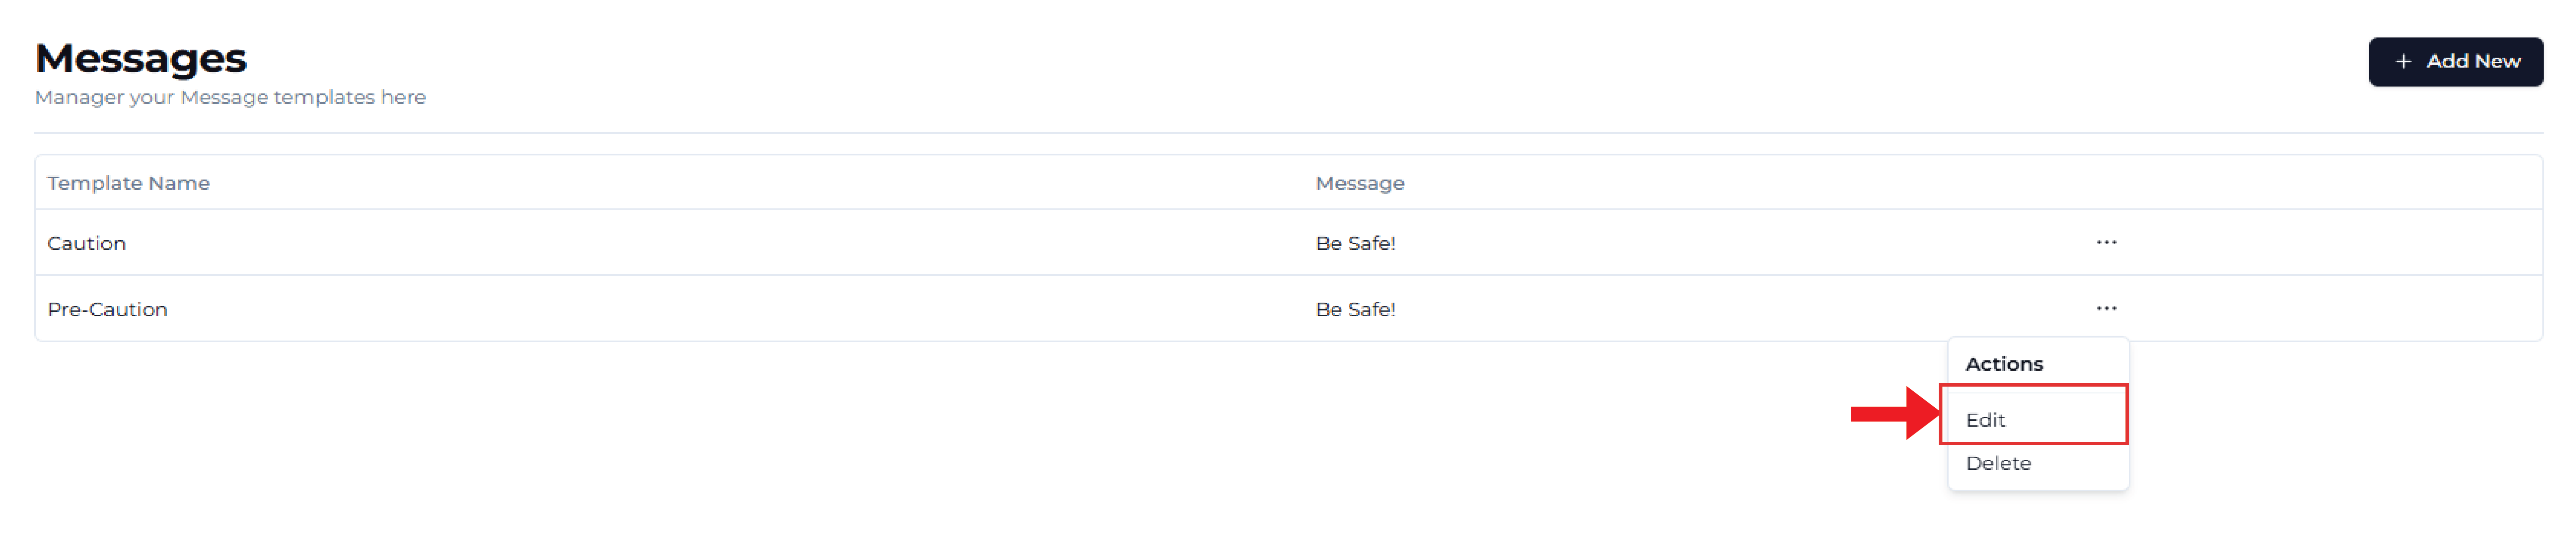 Messages
+ Add New
Manager your Message templates here
Template Name Message
Caution Be Safe! ...
Pre-Caution Be Safe! ...
Actions
Edit
Delete